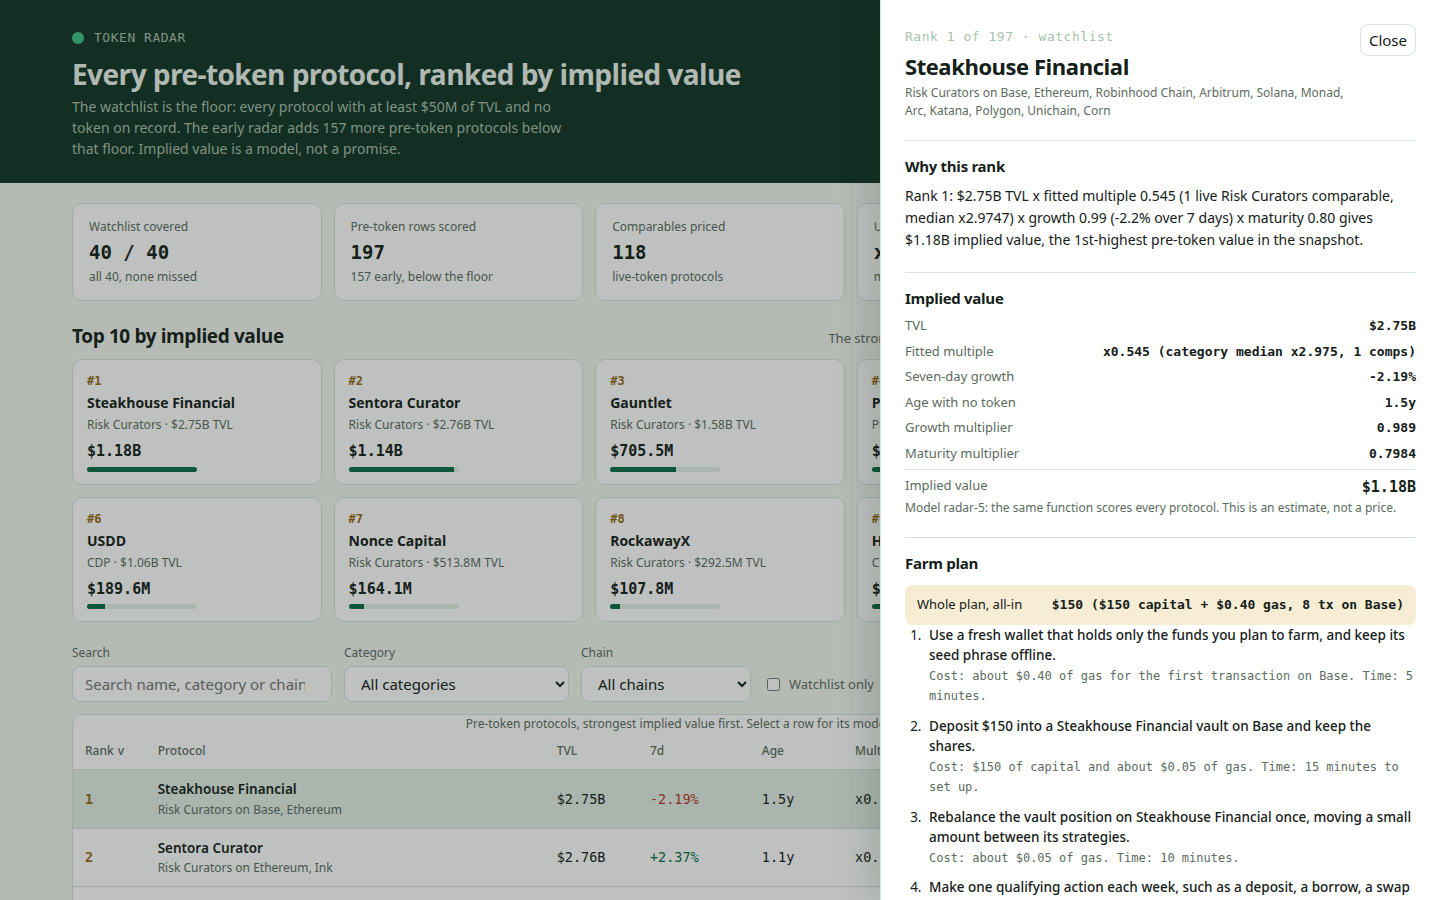 TOKEN RADAR
Every pre-token protocol, ranked by implied value
The watchlist is the floor: every protocol with at least $50M of TVL and no
token on record. The early radar adds 157 more pre-token protocols below
that floor. Implied value is a model, not a promise.
Watchlist covered
40 / 40
all 40, none missed
Pre-token rows scored
197
157 early, below the floor
Comparables priced
118
live-token protocols
Top 10 by implied value
#1
Steakhouse Financial
Risk Curators · $2.75B TVL
$1.18B
#2
Sentora Curator
Risk Curators · $2.76B TVL
$1.14B
#3
Gauntlet
Risk Curators · $1.58B TVL
$705.5M
#6
USDD
CDP · $1.06B TVL
$189.6M
#7
Nonce Capital
Risk Curators · $513.8M TVL
$164.1M
#8
RockawayX
Risk Curators · $292.5M TVL
$107.8M
Search
Search name, category or chain
Category
All categories
Chain
All chains
Watchlist only
Pre-token protocols, strongest implied value first. Select a row for its
Rank v Protocol TVL 7d Age
1 Steakhouse Financial $2.75B -2.19% 1.5y
Risk Curators on Base, Ethereum
2 Sentora Curator $2.76B +2.37% 1.1y
Risk Curators on Ethereum, Ink
Rank 1 of 197 · watchlist
Close
Steakhouse Financial
Risk Curators on Base, Ethereum, Robinhood Chain, Arbitrum, Solana, Monad,
Arc, Katana, Polygon, Unichain, Corn
Why this rank
Rank 1: $2.75B TVL x fitted multiple 0.545 (1 live Risk Curators comparable,
median x2.9747) x growth 0.99 (-2.2% over 7 days) x maturity 0.80 gives
$1.18B implied value, the 1st-highest pre-token value in the snapshot.
Implied value
TVL $2.75B
Fitted multiple x0.545 (category median x2.975, 1 comps)
Seven-day growth -2.19%
Age with no token 1.5y
Growth multiplier 0.989
Maturity multiplier 0.7984
Implied value $1.18B
Model radar-5: the same function scores every protocol. This is an estimate, not a price.
Farm plan
Whole plan, all-in $150 ($150 capital + $0.40 gas, 8 tx on Base)
1. Use a fresh wallet that holds only the funds you plan to farm, and keep its
seed phrase offline.
Cost: about $0.40 of gas for the first transaction on Base. Time: 5
minutes.
2. Deposit $150 into a Steakhouse Financial vault on Base and keep the
shares.
Cost: $150 of capital and about $0.05 of gas. Time: 15 minutes to
set up.
3. Rebalance the vault position on Steakhouse Financial once, moving a small
amount between its strategies.
Cost: about $0.05 of gas. Time: 10 minutes.
4. Make one qualifying action each week, such as a deposit, a borrow, a swap